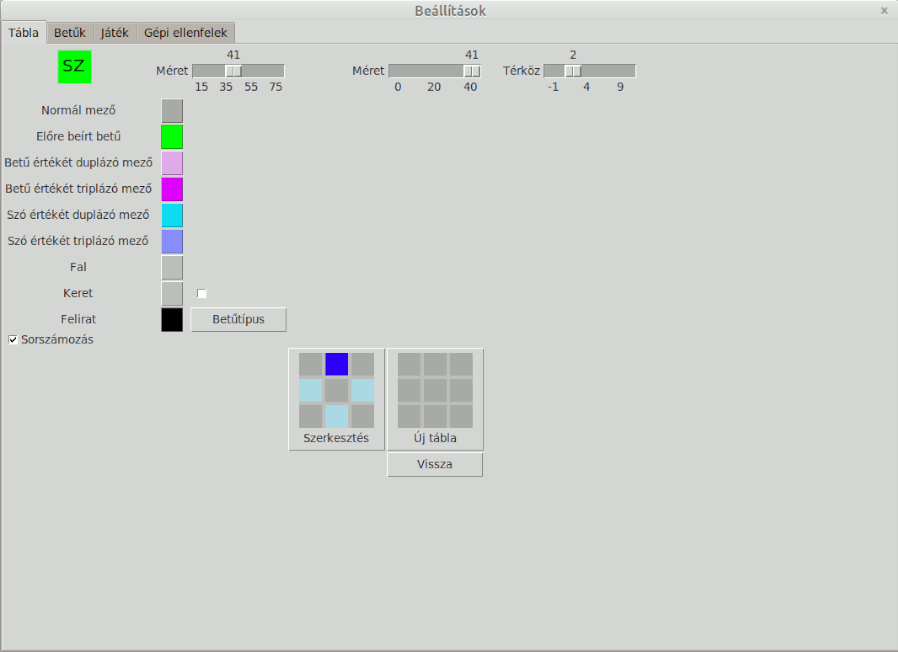 Beállítások
Tábla Betűk Játék Gépi ellenfelek
SZ
41 41 2
Méret Méret Térköz
15 35 55 75 0 20 40 -1 4 9
Normál mező
Előre beírt betű
Betű értékét duplázó mező
Betű értékét triplázó mező
Szó értékét duplázó mező
Szó értékét triplázó mező
Fal
Keret
Felirat Betűtípus
Sorszámozás
Szerkesztés Új tábla
Vissza